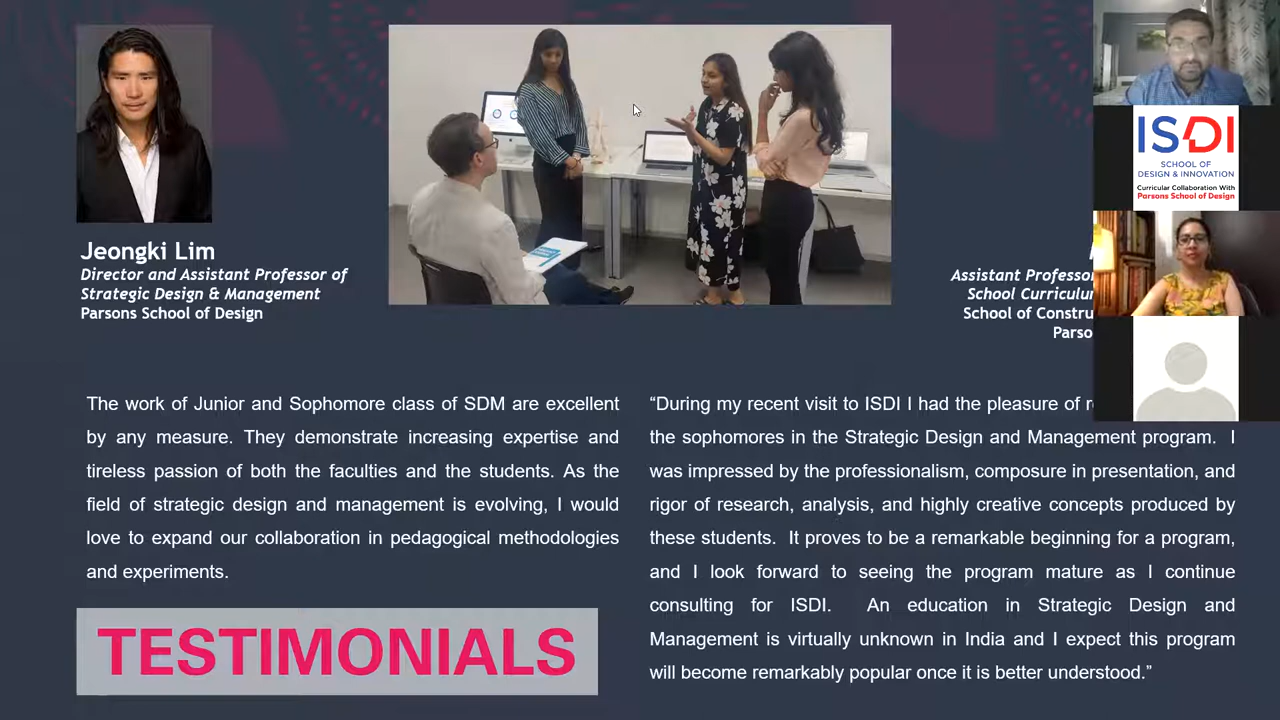 Jeongki Lim
Director and Assistant Professor of
Strategic Design & Management
Parsons School of Design
Assistant Professor
School
School of
ISDI
SCHOOL OF
DESIGN & INNOVATION
Curricular Collaboration With
Parsons School of Design
The work of Junior and Sophomore class of SDM are excellent
by any measure. They demonstrate increasing expertise and
tireless passion of both the faculties and the students. As the
field of strategic design and management is evolving, I would
love to expand our collaboration in pedagogical methodologies
and experiments.
TESTIMONIALS
“During my recent visit to ISDI I had the pleasure of
the sophomores in the Strategic Design and Management program. I
was impressed by the professionalism, composure in presentation, and
rigor of research, analysis, and highly creative concepts produced by
these students. It proves to be a remarkable beginning for a program,
and I look forward to seeing the program mature as I continue
consulting for ISDI. An education in Strategic Design and
Management is virtually unknown in India and I expect this program
will become remarkably popular once it is better understood.”